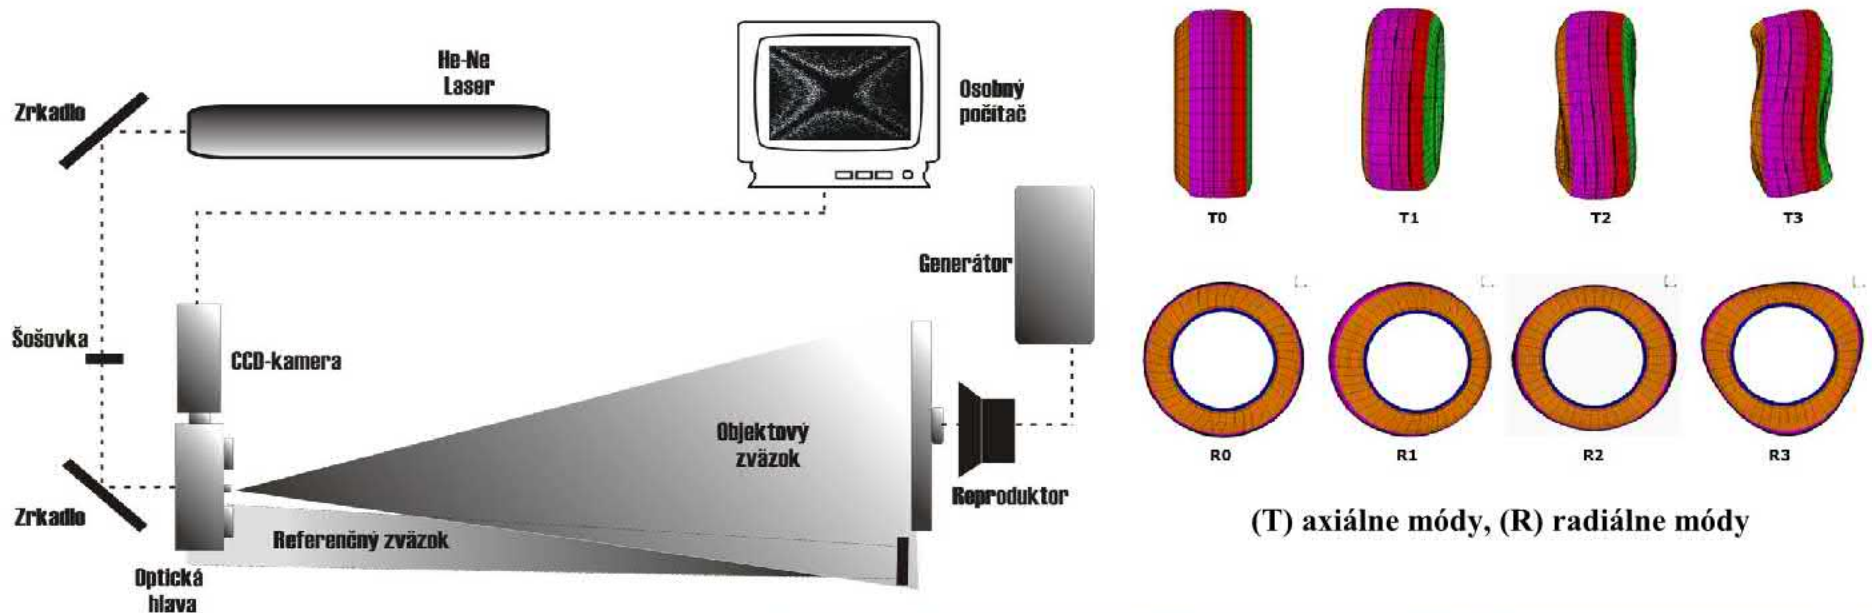 He-Ne
Laser
Zrkadlo
Osobný
počítač
Generátor
Šošovka
CCD-kamera
Objektový
zväzok
Reproduktor
Zrkadlo
Referenčný zväzok
Optická
hlava
T0
T1
T2
T3
R0
R1
R2
R3
(T) axiálne módy, (R) radiálne módy